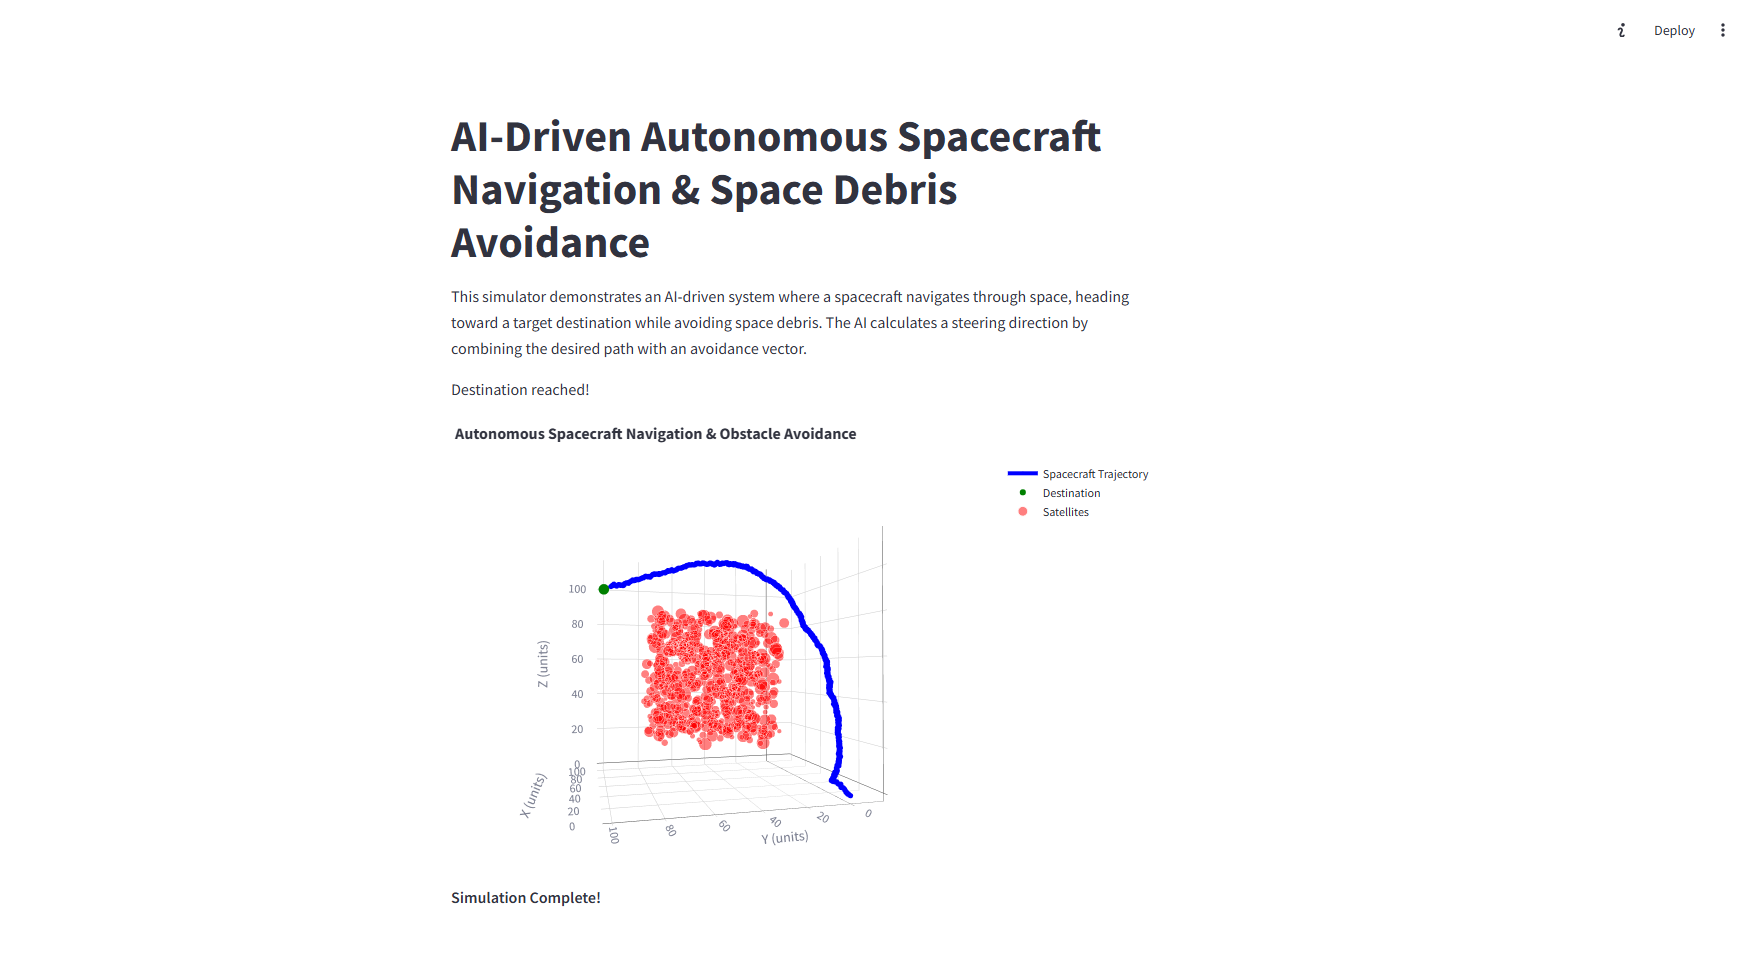 Deploy
AI-Driven Autonomous Spacecraft
Navigation & Space Debris
Avoidance
This simulator demonstrates an AI-driven system where a spacecraft navigates through space, heading
toward a target destination while avoiding space debris. The AI calculates a steering direction by
combining the desired path with an avoidance vector.
Destination reached!
Autonomous Spacecraft Navigation & Obstacle Avoidance
Spacecraft Trajectory
Destination
Satellites
100
80
60
40
20
0
Z (units)
100
80
60
40
20
0
X (units)
100
80
60
40
20
0
Y (units)
Simulation Complete!